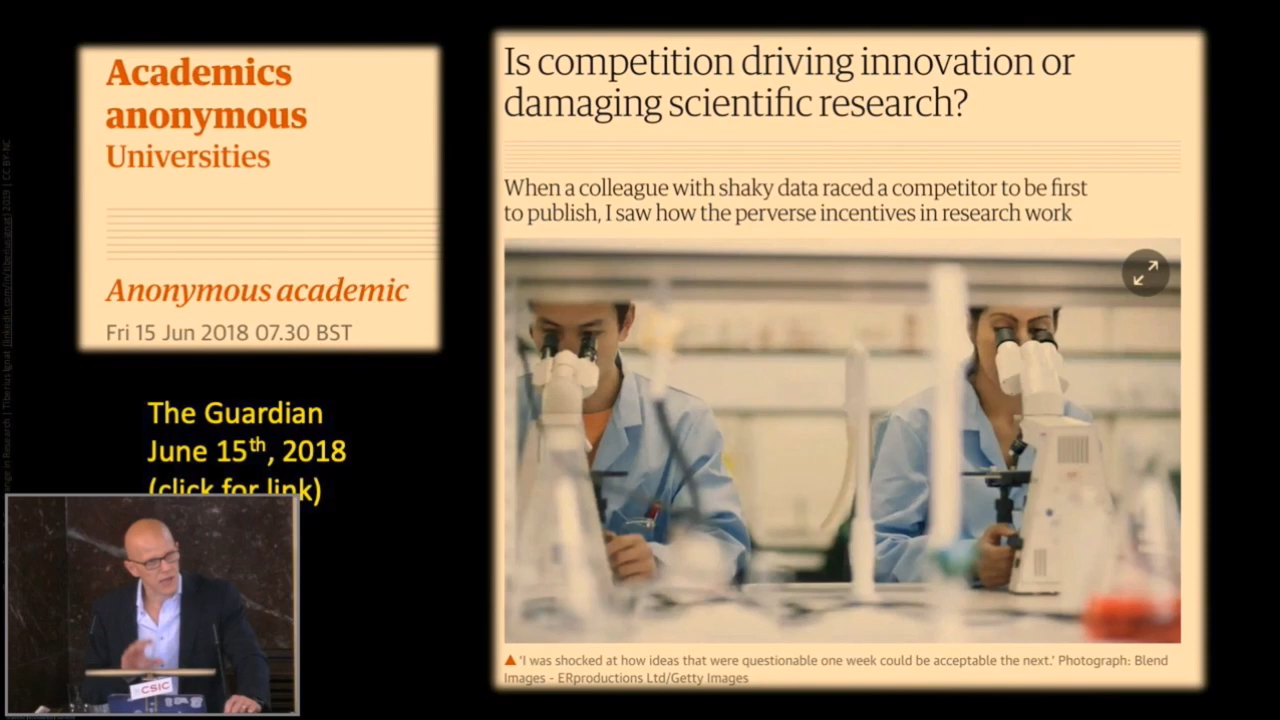 Academics
anonymous
Universities
Anonymous academic
Fri 15 Jun 2018 07.30 BST
The Guardian
June 15th, 2018
(click for link)
Is competition driving innovation or
damaging scientific research?
When a colleague with shaky data raced a competitor to be first
to publish, I saw how the perverse incentives in research work
▲ 'I was shocked at how ideas that were questionable one week could be acceptable the next.' Photograph: Blend
Images - ERproductions Ltd/Getty Images
CSIC